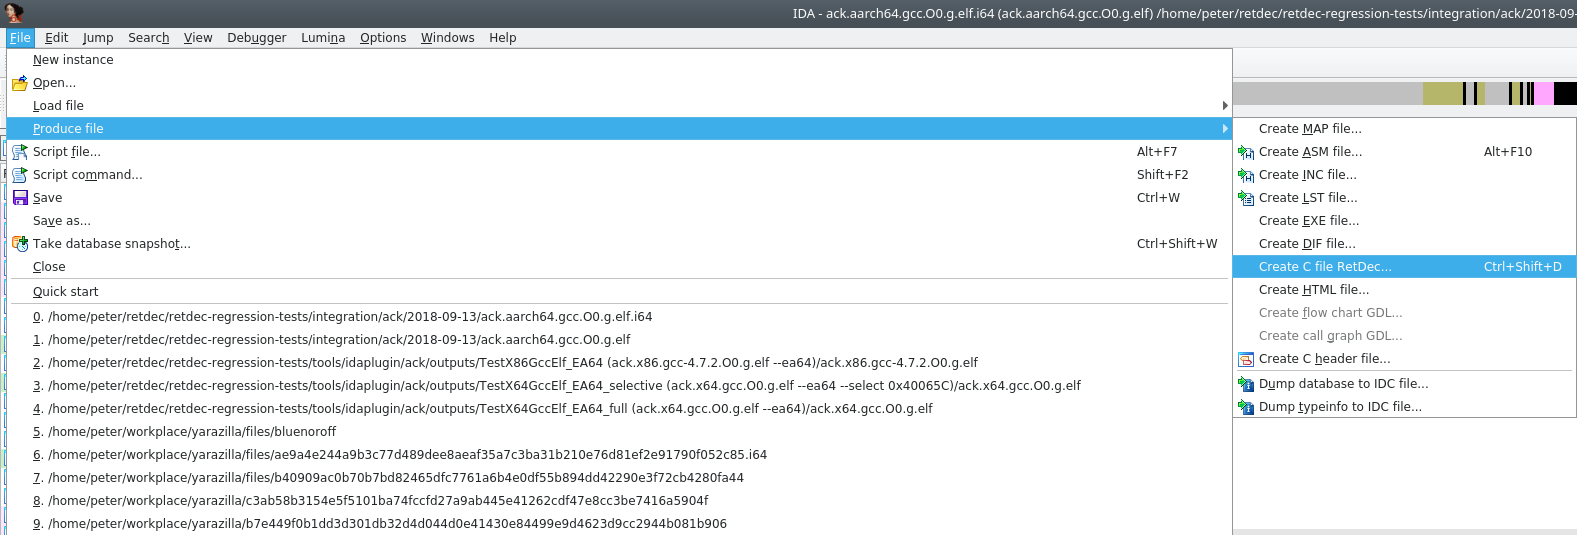 IDA - ack.aarch64.gcc.O0.g.elf.i64 (ack.aarch64.gcc.O0.g.elf) /home/peter/retdec/retdec-regression-tests/integration/ack/2018-09-
File Edit Jump Search View Debugger Lumina Options Windows Help
New instance
Open...
Load file
Produce file
Script file... Alt+F7
Script command... Shift+F2
Save Ctrl+W
Save as...
Take database snapshot... Ctrl+Shift+W
Close
Quick start
0. /home/peter/retdec/retdec-regression-tests/integration/ack/2018-09-13/ack.aarch64.gcc.O0.g.elf.i64
1. /home/peter/retdec/retdec-regression-tests/integration/ack/2018-09-13/ack.aarch64.gcc.O0.g.elf
2. /home/peter/retdec/retdec-regression-tests/tools/idaplugin/ack/outputs/TestX86GccElf_EA64 (ack.x86.gcc-4.7.2.O0.g.elf --ea64)/ack.x86.gcc-4.7.2.O0.g.elf
3. /home/peter/retdec/retdec-regression-tests/tools/idaplugin/ack/outputs/TestX64GccElf_EA64_selective (ack.x64.gcc.O0.g.elf --ea64 --select 0x40065C)/ack.x64.gcc.O0.g.elf
4. /home/peter/retdec/retdec-regression-tests/tools/idaplugin/ack/outputs/TestX64GccElf_EA64_full (ack.x64.gcc.O0.g.elf --ea64)/ack.x64.gcc.O0.g.elf
5. /home/peter/workplace/yarazilla/files/bluenoroff
6. /home/peter/workplace/yarazilla/files/ae9a4e244a9b3c77d489dee8aeaf35a7c3ba31b210e76d81ef2e91790f052c85.i64
7. /home/peter/workplace/yarazilla/files/b40909ac0b70b7bd82465dfc7761a6b4e0df55b894dd42290e3f72cb4280fa44
8. /home/peter/workplace/yarazilla/c3ab58b3154e5f5101ba74fccfd27a9ab445e41262cdf47e8cc3be7416a5904f
9. /home/peter/workplace/yarazilla/b7e449f0b1dd3d301db32d4d044d0e41430e84499e9d4623d9cc2944b081b906
Create MAP file...
Create ASM file... Alt+F10
Create INC file...
Create LST file...
Create EXE file...
Create DIF file...
Create C file RetDec... Ctrl+Shift+D
Create HTML file...
Create flow chart GDL...
Create call graph GDL...
Create C header file...
Dump database to IDC file...
Dump typeinfo to IDC file...